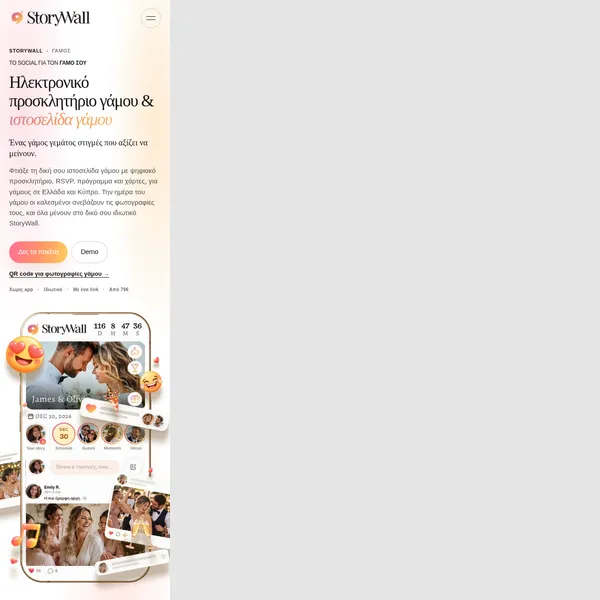 StoryWall
STORYWALL › ΓΑΜΟΣ
ΤΟ SOCIAL ΓΙΑ ΤΟΝ ΓΑΜΟ ΣΟΥ
Ηλεκτρονικό
προσκλητήριο γάμου &
ιστοσελίδα γάμου
Ένας γάμος γεμάτος στιγμές που αξίζει να
μείνουν.
Φτιάξε τη δική σου ιστοσελίδα γάμου με ψηφιακό
προσκλητήριο, RSVP, πρόγραμμα και χάρτες, για
γάμους σε Ελλάδα και Κύπρο. Την ημέρα του
γάμου οι καλεσμένοι ανεβάζουν τις φωτογραφίες
τους, και όλα μένουν στο δικό σου ιδιωτικό
StoryWall.
Δες τα πακέτα Demo
QR code για φωτογραφίες γάμου →
Χωρίς app • Ιδιωτικό • Με ένα link • Από 79€
StoryWall 116 8 47 36
D H M S
James & Oliv
DEC 30, 2026
DEC
30
Your story Schedule Guests Moments Venue
Share a memory, mom...
Emily R.
Η πιο όμορφη αρχή.